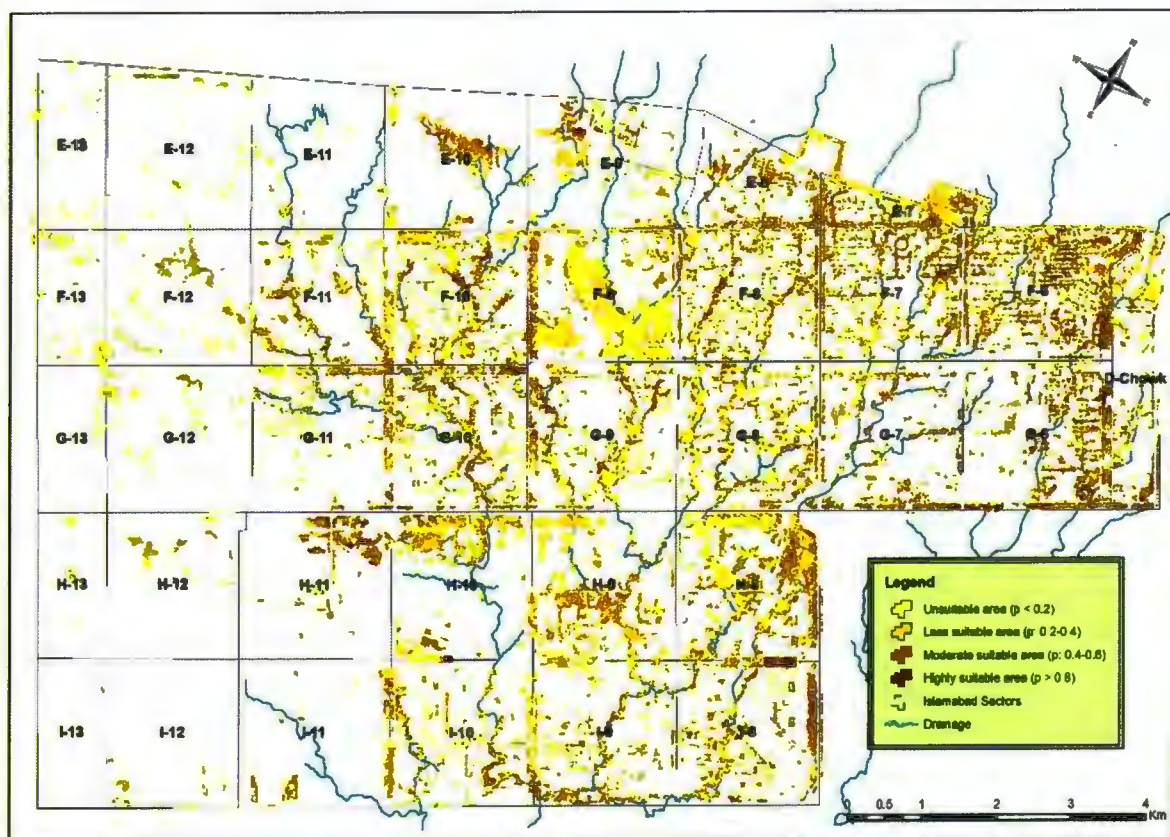 E-13 E-12 E-11 E-10 E-9 E-8
E-7
F-13 F-12 F-11 F-10 F-9 F-8 F-7 F-6
D-Chowk
G-13 G-12 G-11 G-10 G-9 G-8 G-7 G-6
H-13 H-12 H-11 H-10 H-9 H-8
I-13 I-12 I-11 I-10 I-9 I-8
Legend
Unsuitable area (p < 0.2)
Less suitable area (p: 0.2-0.4)
Moderate suitable area (p: 0.4-0.6)
Highly suitable area (p > 0.8)
Islamabad Sectors
Drainage
0 0.5 1 2 3 4
Km